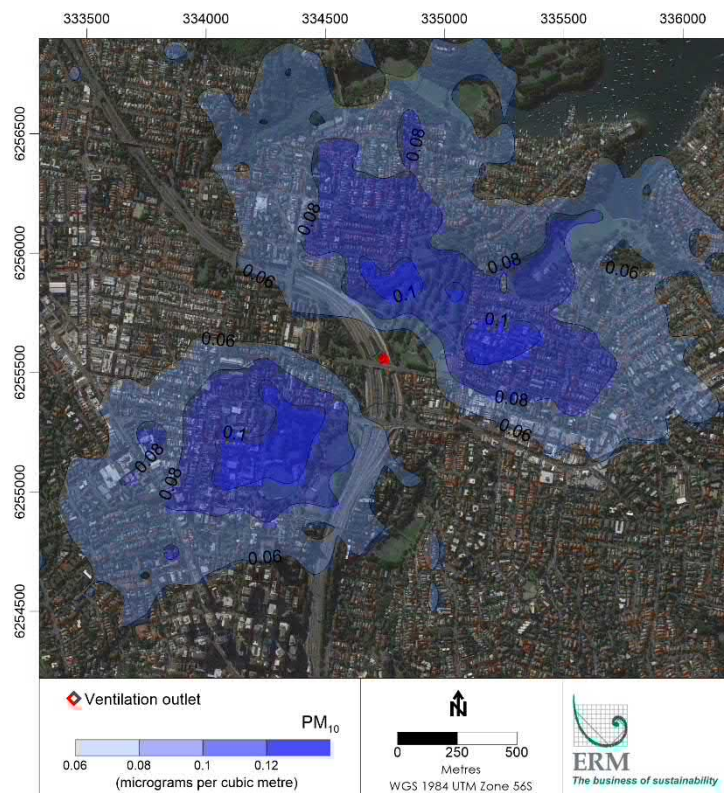 333500 334000 334500 335000 335500 336000
6256500
6256000
6255500
6255000
6254500
0.08
0.08
0.06
0.08
0.06
0.1
0.1
0.06
0.08
0.06
0.1
0.08
0.08
0.06
Ventilation outlet
PM10
0.06 0.08 0.1 0.12
(micrograms per cubic metre)
N
0 250 500
Metres
WGS 1984 UTM Zone 56S
ERM
The business of sustainability